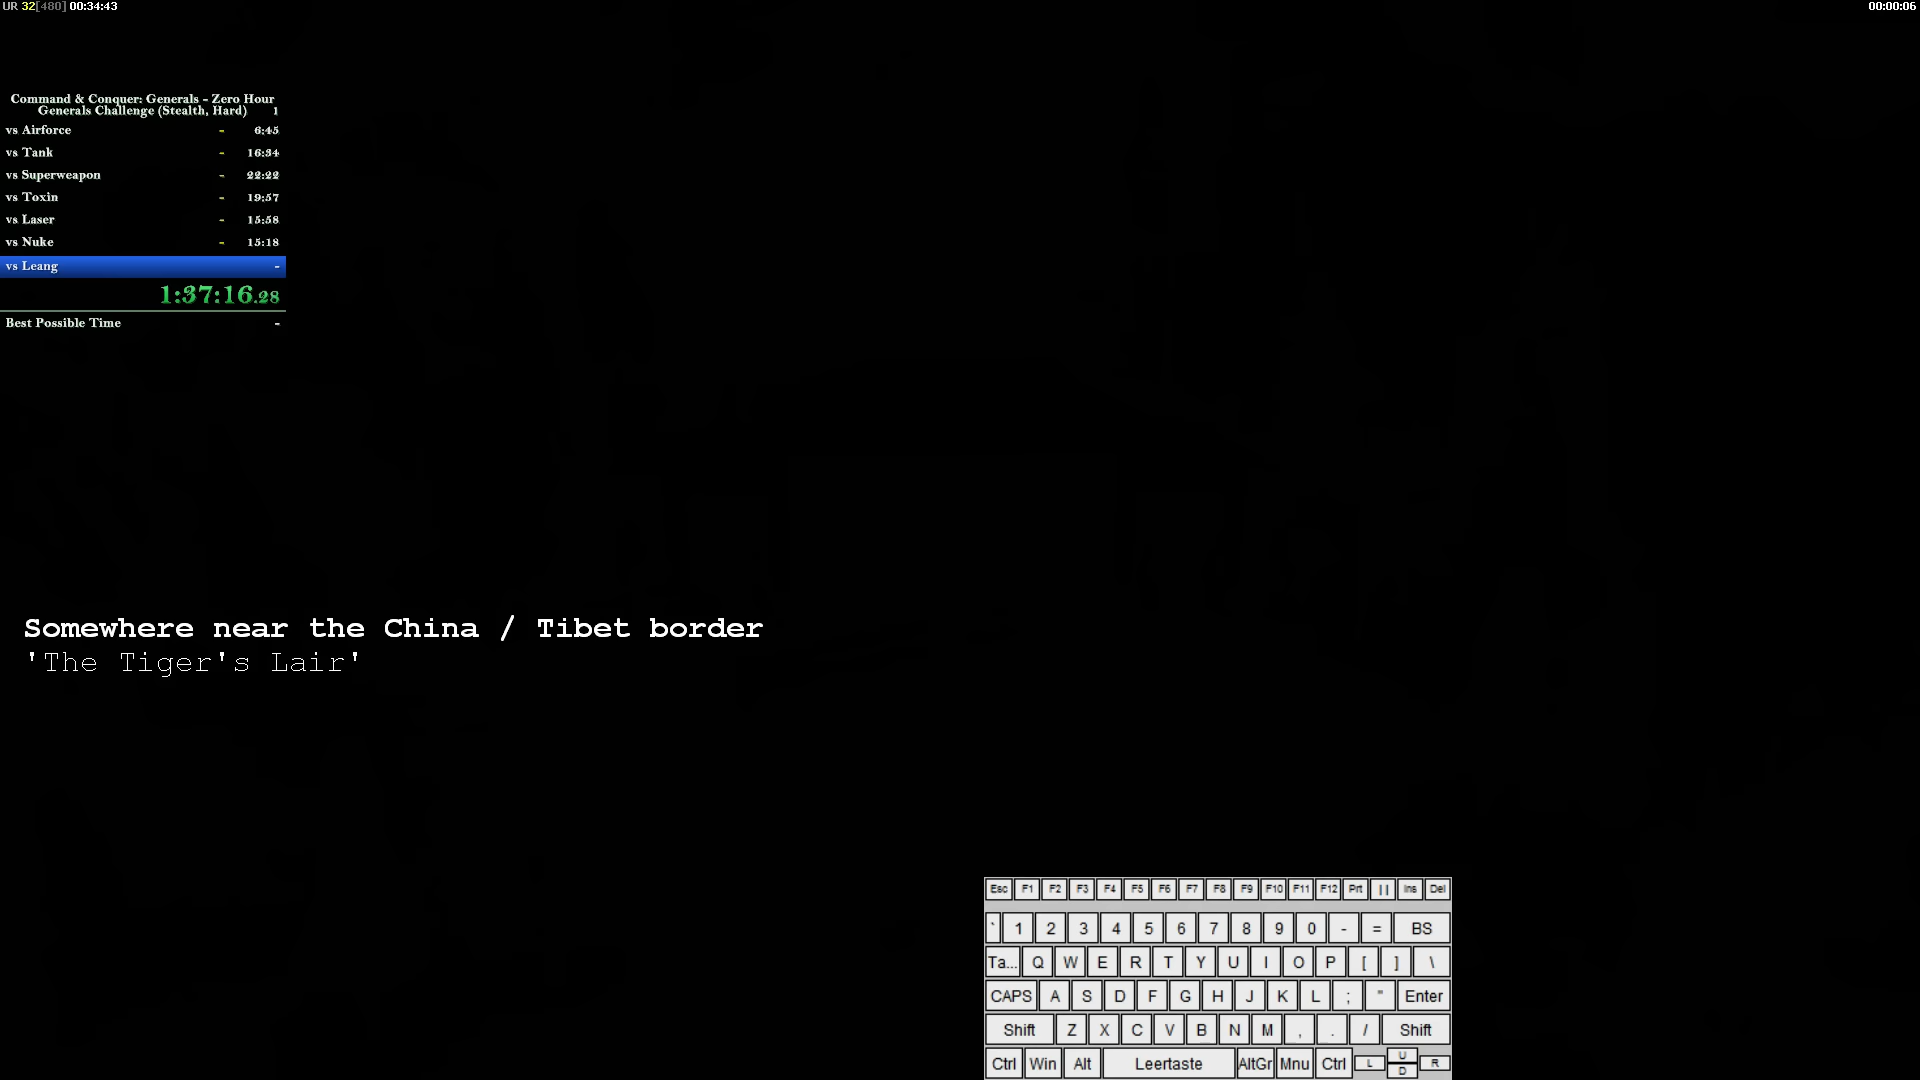 UR 32[480] 00:34:43
00:00:06
Command & Conquer: Generals - Zero Hour
Generals Challenge (Stealth, Hard) 1
vs Airforce - 6:45
vs Tank - 16:34
vs Superweapon - 22:22
vs Toxin - 19:57
vs Laser - 15:58
vs Nuke - 15:18
vs Leang -
1:37:16.28
Best Possible Time -
Somewhere near the China / Tibet border
'The Tiger's Lair'
Esc F1 F2 F3 F4 F5 F6 F7 F8 F9 F10 F11 F12 Prt || Ins Del
` 1 2 3 4 5 6 7 8 9 0 - = BS
Ta... Q W E R T Y U I O P [ ] \
CAPS A S D F G H J K L ; " Enter
Shift Z X C V B N M , . / Shift
Ctrl Win Alt Leertaste AltGr Mnu Ctrl L U D R